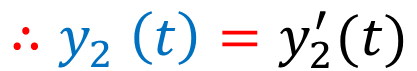 ∴ y₂ (t) = y₂′(t)